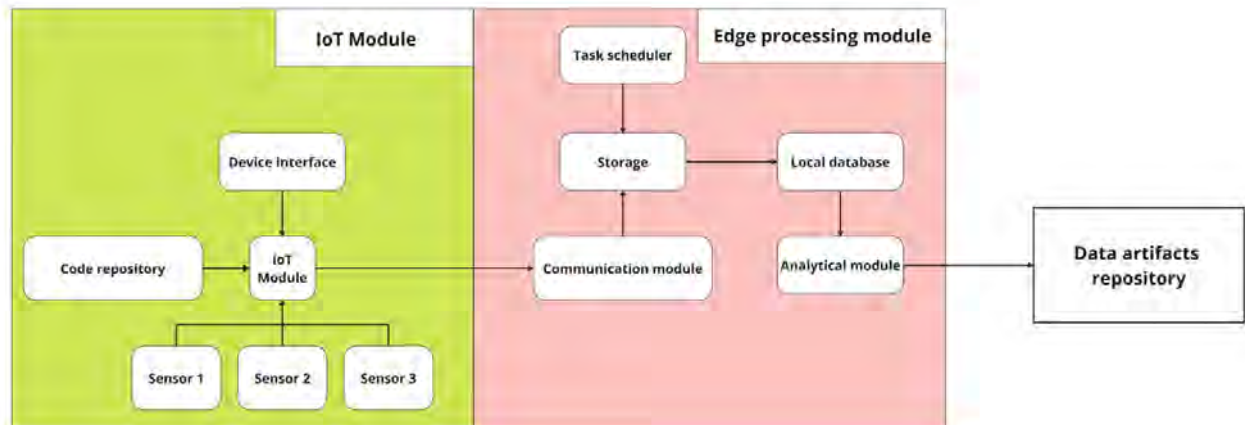 IoT Module
Edge processing module
Task scheduler
Device interface
Storage
Local database
Code repository
IoT
Module
Communication module
Analytical module
Data artifacts
repository
Sensor 1
Sensor 2
Sensor 3